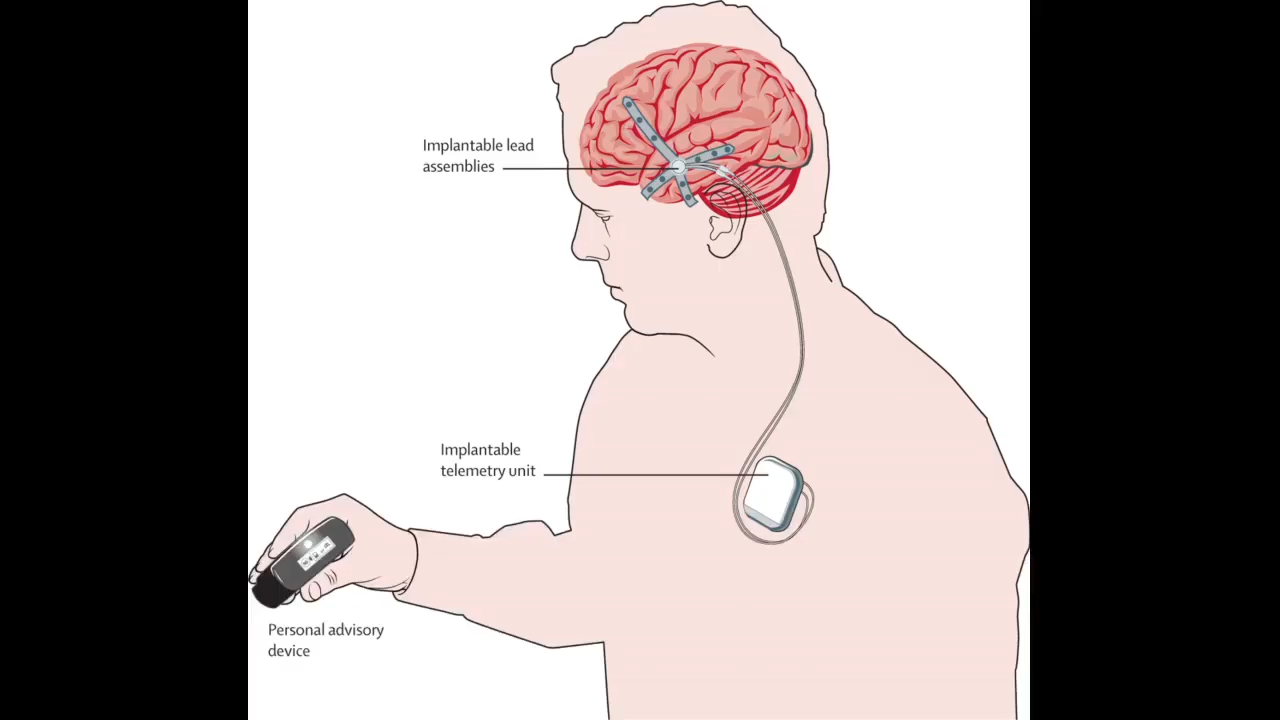 Implantable lead
assemblies
Implantable
telemetry unit
Personal advisory
device